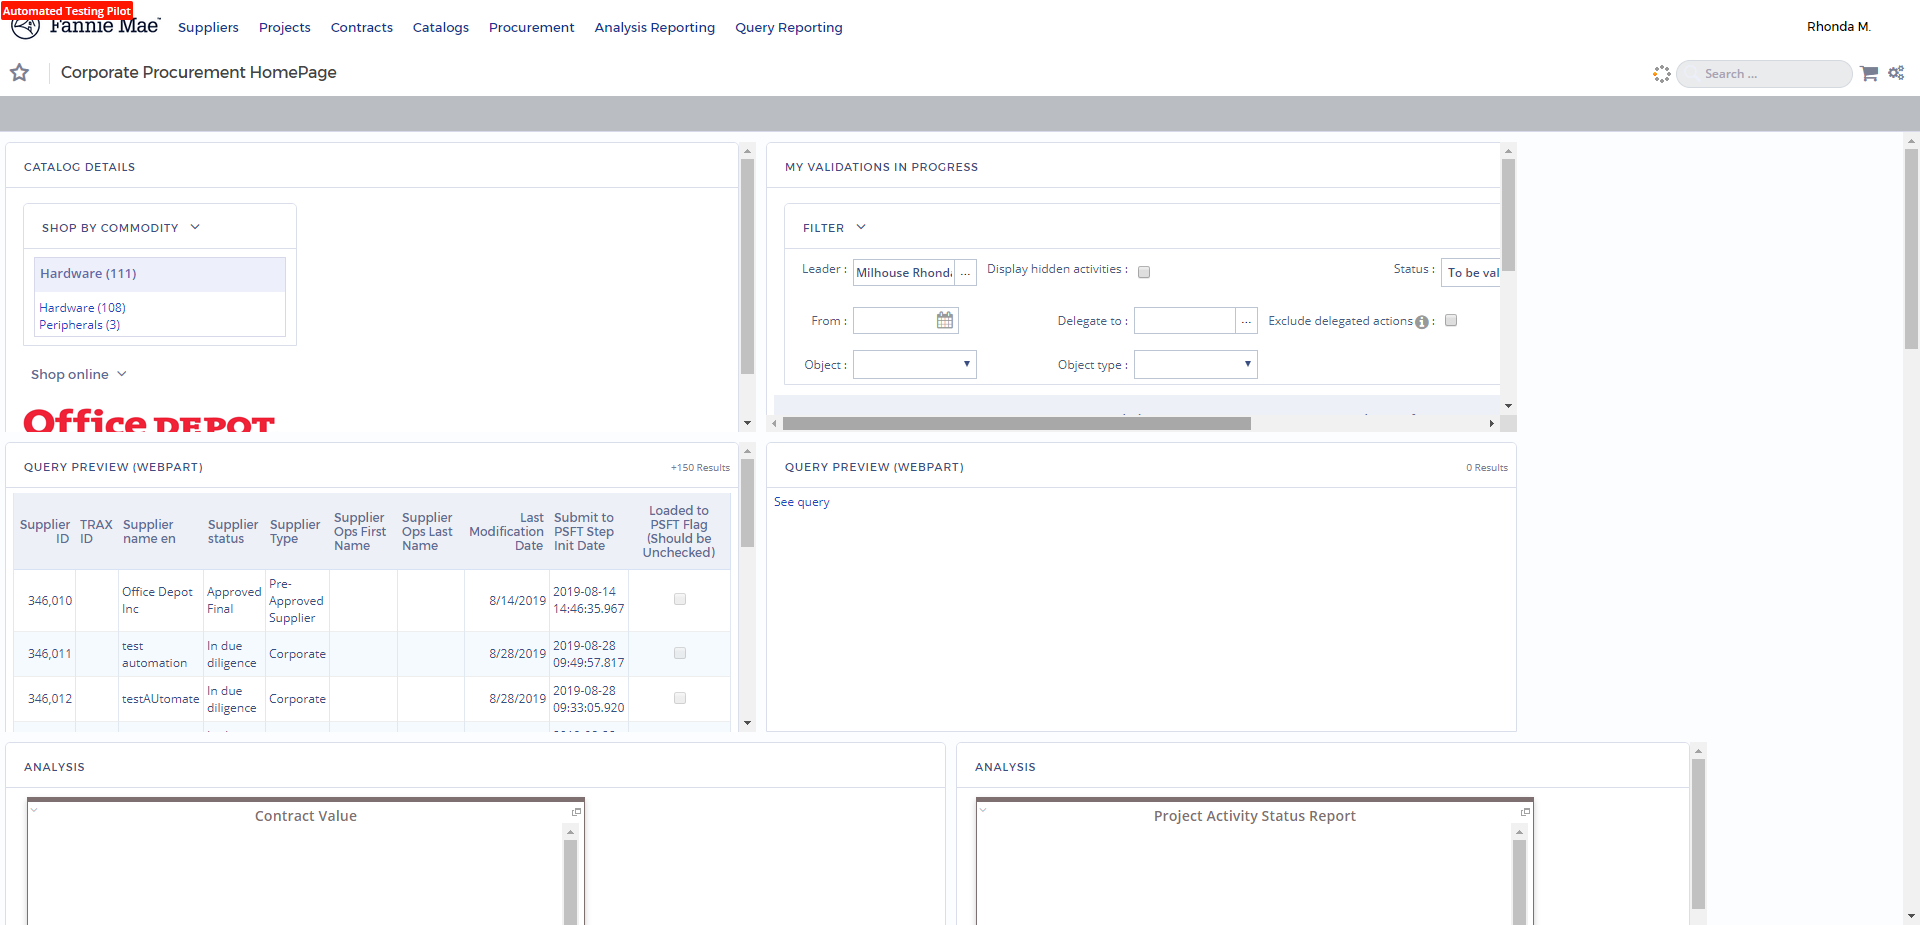 Automated Testing Pilot
Fannie Mae™
Suppliers Projects Contracts Catalogs Procurement Analysis Reporting Query Reporting
Rhonda M.
Corporate Procurement HomePage
Search ...
CATALOG DETAILS
SHOP BY COMMODITY
Hardware (111)
Hardware (108)
Peripherals (3)
Shop online
Office DEPOT
MY VALIDATIONS IN PROGRESS
FILTER
Leader : Milhouse Rhond ... Display hidden activities : Status : To be val
From : Delegate to : ... Exclude delegated actions i :
Object : Object type :
QUERY PREVIEW (WEBPART) +150 Results
Supplier ID TRAX ID Supplier name en Supplier status Supplier Type Supplier Ops First Name Supplier Ops Last Name Last Modification Date Submit to PSFT Step Init Date Loaded to PSFT Flag (Should be Unchecked)
346,010 Office Depot Inc Approved Final Pre-Approved Supplier 8/14/2019 2019-08-14 14:46:35.967
346,011 test automation In due diligence Corporate 8/28/2019 2019-08-28 09:49:57.817
346,012 testAUtomate In due diligence Corporate 8/28/2019 2019-08-28 09:33:05.920
QUERY PREVIEW (WEBPART) 0 Results
See query
ANALYSIS
Contract Value
ANALYSIS
Project Activity Status Report